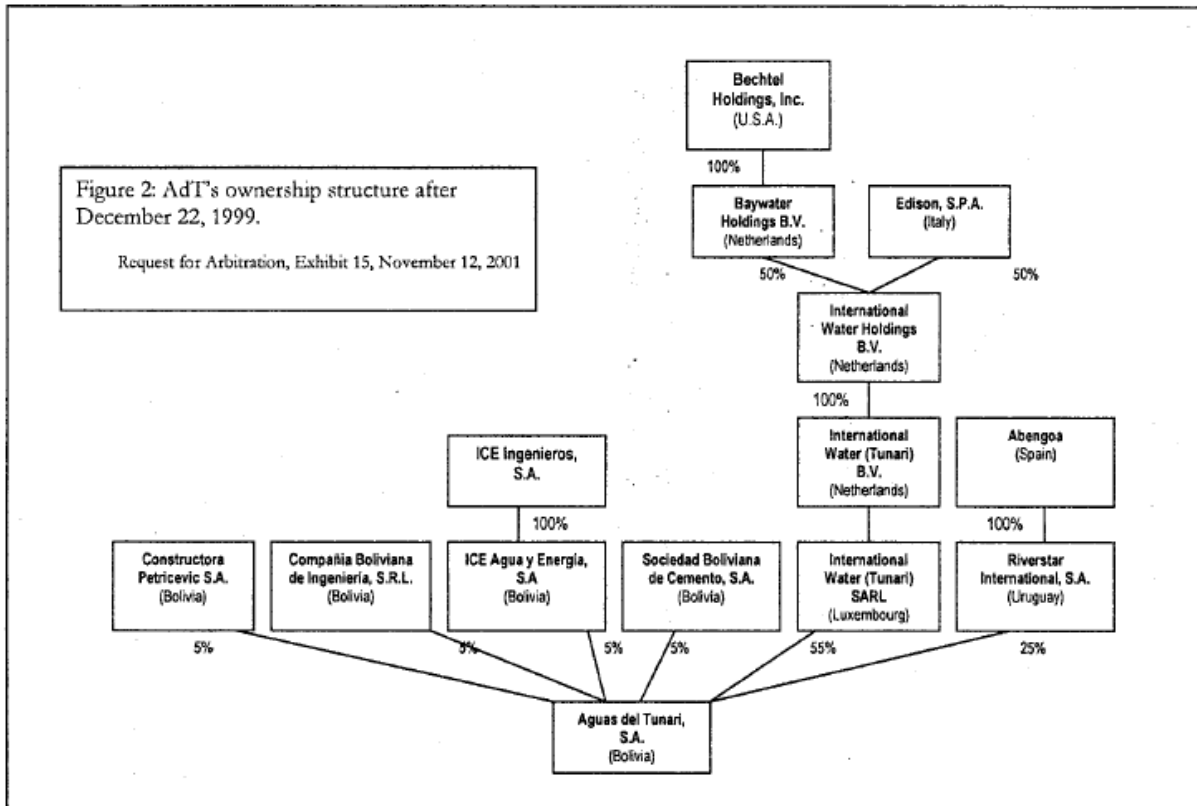 Bechtel
Holdings, Inc.
(U.S.A.)
100%
Figure 2: AdT's ownership structure after
December 22, 1999.
Request for Arbitration, Exhibit 15, November 12, 2001
Baywater
Holdings B.V.
(Netherlands)
Edison, S.P.A.
(Italy)
50%
50%
International
Water Holdings
B.V.
(Netherlands)
100%
ICE Ingenieros,
S.A.
International
Water (Tunari)
B.V.
(Netherlands)
Abengoa
(Spain)
100%
100%
Constructora
Petricevic S.A.
(Bolivia)
Compañia Boliviana
de Ingeniería, S.R.L.
(Bolivia)
ICE Agua y Energía,
S.A
(Bolivia)
Sociedad Boliviana
de Cemento, S.A.
(Bolivia)
International
Water (Tunari)
SARL
(Luxembourg)
Riverstar
International, S.A.
(Uruguay)
5%
5%
5%
5%
55%
25%
Aguas del Tunari,
S.A.
(Bolivia)